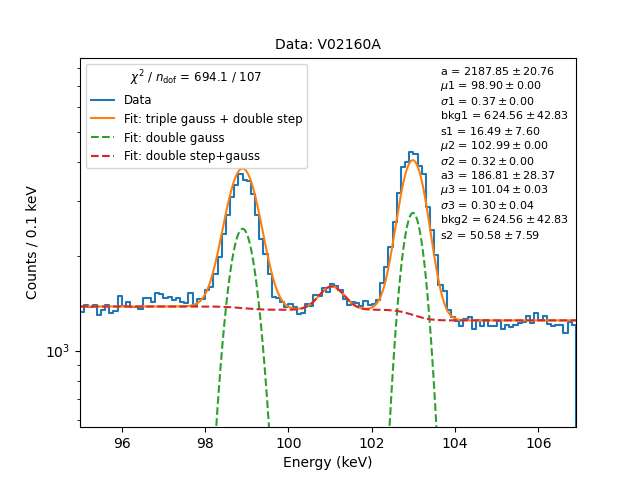 Data: V02160A
χ² / n_dof = 694.1 / 107
Data
Fit: triple gauss + double step
Fit: double gauss
Fit: double step+gauss
a = 2187.85 ± 20.76
μ1 = 98.90 ± 0.00
σ1 = 0.37 ± 0.00
bkg1 = 624.56 ± 42.83
s1 = 16.49 ± 7.60
μ2 = 102.99 ± 0.00
σ2 = 0.32 ± 0.00
a3 = 186.81 ± 28.37
μ3 = 101.04 ± 0.03
σ3 = 0.30 ± 0.04
bkg2 = 624.56 ± 42.83
s2 = 50.58 ± 7.59
Counts / 0.1 keV
10³
96 98 100 102 104 106
Energy (keV)